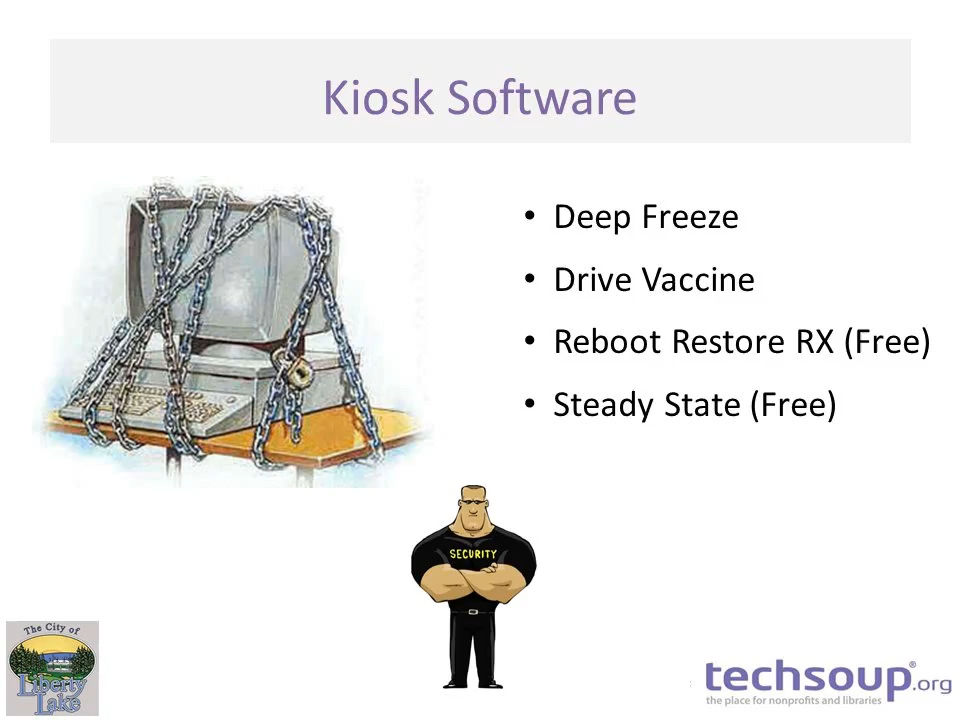 Kiosk Software
• Deep Freeze
• Drive Vaccine
• Reboot Restore RX (Free)
• Steady State (Free)
SECURITY
The City of
Liberty
Lake
techsoup®.org
the place for nonprofits and libraries